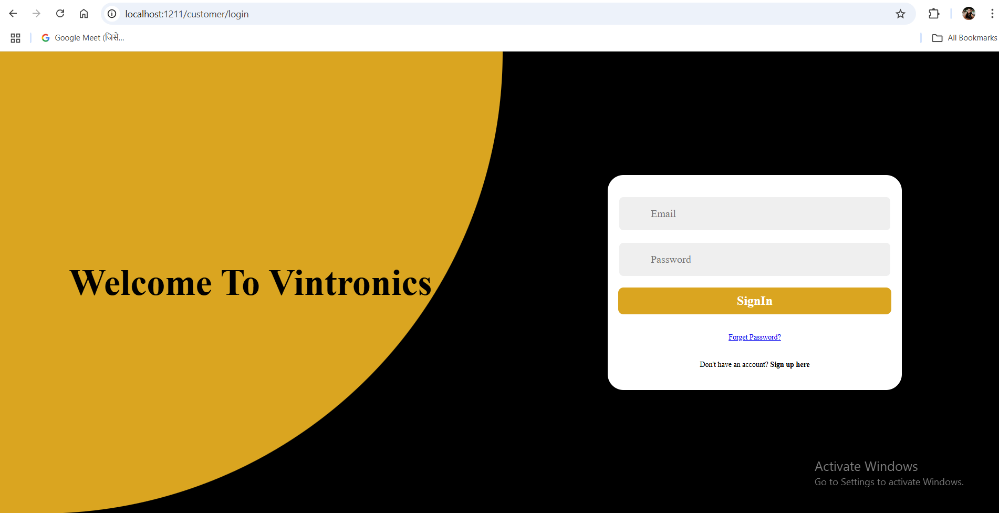 localhost:1211/customer/login
Google Meet (जिसे...
All Bookmarks
Welcome To Vintronics
Email
Password
SignIn
Forget Password?
Don't have an account? Sign up here
Activate Windows
Go to Settings to activate Windows.